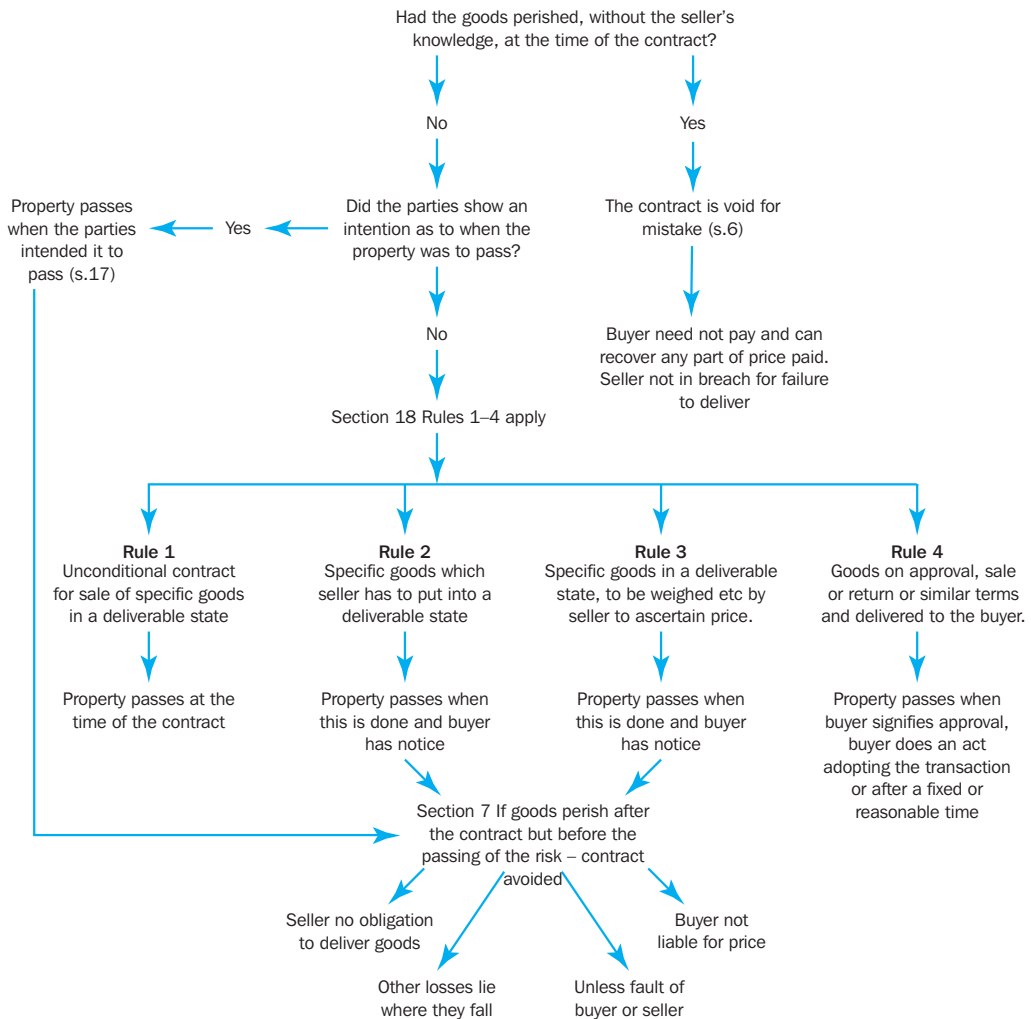 Had the goods perished, without the seller's
knowledge, at the time of the contract?
No
Yes
Property passes
when the parties
intended it to
pass (s.17)
Yes
Did the parties show an
intention as to when the
property was to pass?
The contract is void for
mistake (s.6)
No
Buyer need not pay and can
recover any part of price paid.
Seller not in breach for failure
to deliver
Section 18 Rules 1–4 apply
Rule 1
Unconditional contract
for sale of specific goods
in a deliverable state
Rule 2
Specific goods which
seller has to put into a
deliverable state
Rule 3
Specific goods in a deliverable
state, to be weighed etc by
seller to ascertain price.
Rule 4
Goods on approval, sale
or return or similar terms
and delivered to the buyer.
Property passes at the
time of the contract
Property passes when
this is done and buyer
has notice
Property passes when
this is done and buyer
has notice
Property passes when
buyer signifies approval,
buyer does an act
adopting the transaction
or after a fixed or
reasonable time
Section 7 If goods perish after
the contract but before the
passing of the risk – contract
avoided
Seller no obligation
to deliver goods
Buyer not
liable for price
Other losses lie
where they fall
Unless fault of
buyer or seller